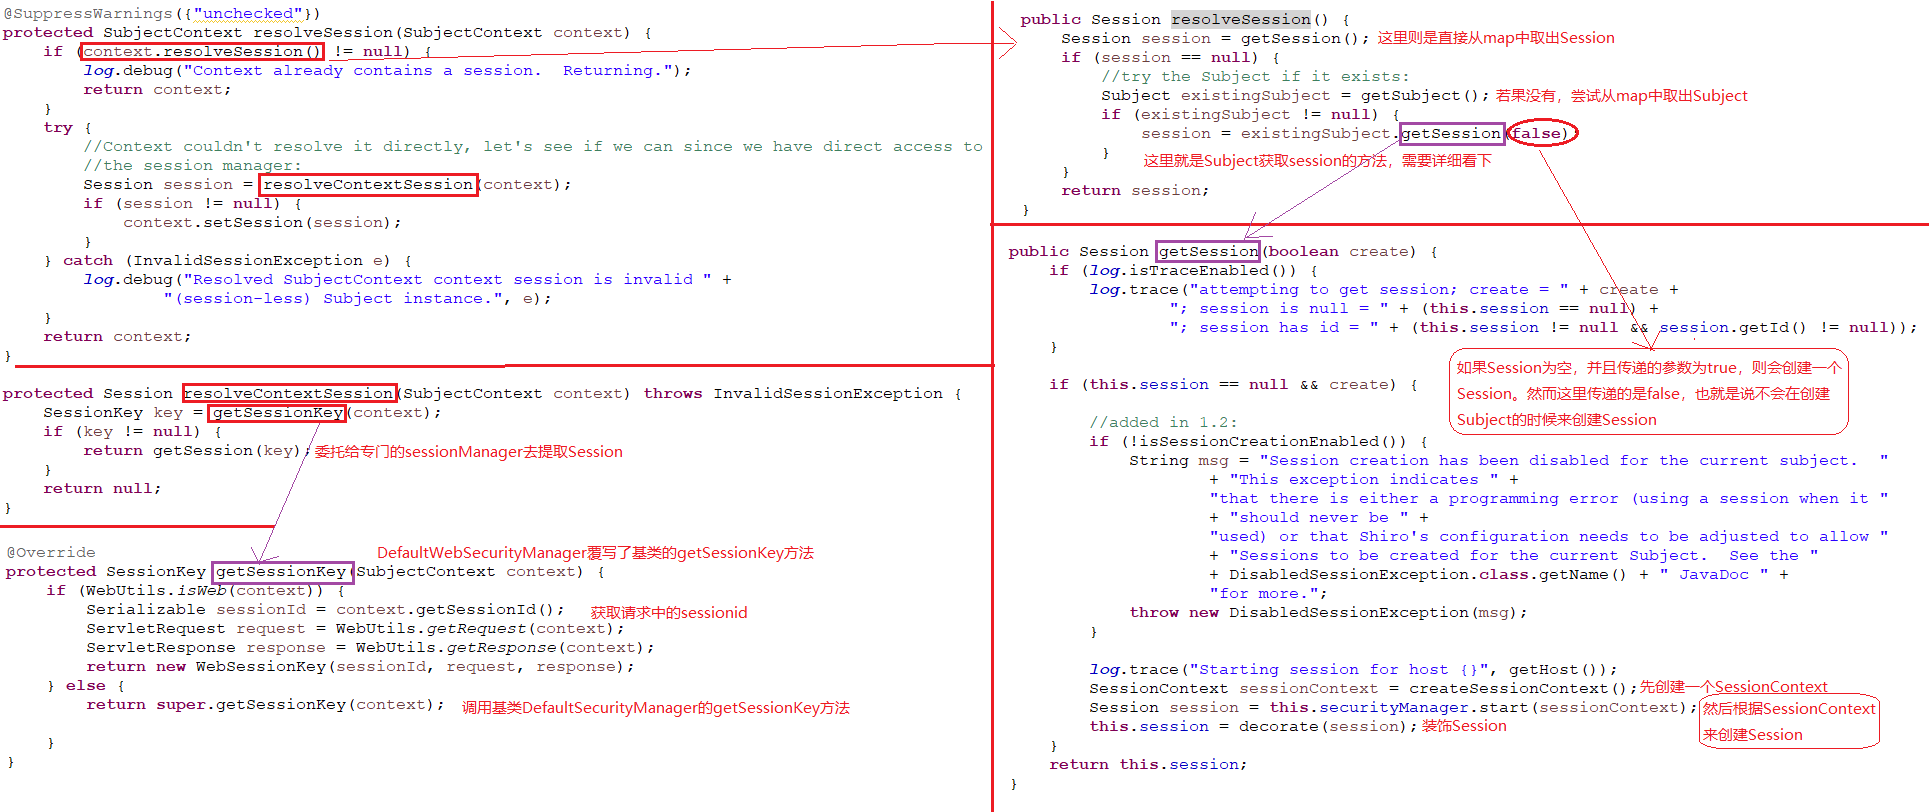 @SuppressWarnings({"unchecked"})
protected SubjectContext resolveSession(SubjectContext context) {
if (context.resolveSession() != null) {
log.debug("Context already contains a session.  Returning.");
return context;
}
try {
//Context couldn't resolve it directly, let's see if we can since we have direct access to
//the session manager:
Session session = resolveContextSession(context);
if (session != null) {
context.setSession(session);
}
} catch (InvalidSessionException e) {
log.debug("Resolved SubjectContext context session is invalid " +
"(session-less) Subject instance.", e);
}
return context;
}
protected Session resolveContextSession(SubjectContext context) throws InvalidSessionException {
SessionKey key = getSessionKey(context);
if (key != null) {
return getSession(key); 委托给专门的sessionManager去提取Session
}
return null;
}
@Override
DefaultWebSecurityManager覆写了基类的getSessionKey方法
protected SessionKey getSessionKey(SubjectContext context) {
if (WebUtils.isWeb(context)) {
Serializable sessionId = context.getSessionId(); 获取请求中的sessionid
ServletRequest request = WebUtils.getRequest(context);
ServletResponse response = WebUtils.getResponse(context);
return new WebSessionKey(sessionId, request, response);
} else {
return super.getSessionKey(context); 调用基类DefaultSecurityManager的getSessionKey方法
}
}
public Session resolveSession() {
Session session = getSession(); 这里则是直接从map中取出Session
if (session == null) {
//try the Subject if it exists:
Subject existingSubject = getSubject(); 若果没有，尝试从map中取出Subject
if (existingSubject != null) {
session = existingSubject.getSession(false);
}
这里就是Subject获取session的方法，需要详细看下
}
return session;
}
public Session getSession(boolean create) {
if (log.isTraceEnabled()) {
log.trace("attempting to get session; create = " + create +
"; session is null = " + (this.session == null) +
"; session has id = " + (this.session != null && session.getId() != null));
}
如果Session为空，并且传递的参数为true，则会创建一个
Session。然而这里传递的是false，也就是说不会在创建
Subject的时候来创建Session
if (this.session == null && create) {
//added in 1.2:
if (!isSessionCreationEnabled()) {
String msg = "Session creation has been disabled for the current subject.  "
+ "This exception indicates " +
"that there is either a programming error (using a session when it "
+ "should never be " +
"used) or that Shiro's configuration needs to be adjusted to allow "
+ "Sessions to be created for the current Subject.  See the "
+ DisabledSessionException.class.getName() + " JavaDoc " +
"for more.";
throw new DisabledSessionException(msg);
}
log.trace("Starting session for host {}", getHost());
SessionContext sessionContext = createSessionContext(); 先创建一个SessionContext
Session session = this.securityManager.start(sessionContext); 然后根据SessionContext
来创建Session
this.session = decorate(session); 装饰Session
}
return this.session;
}